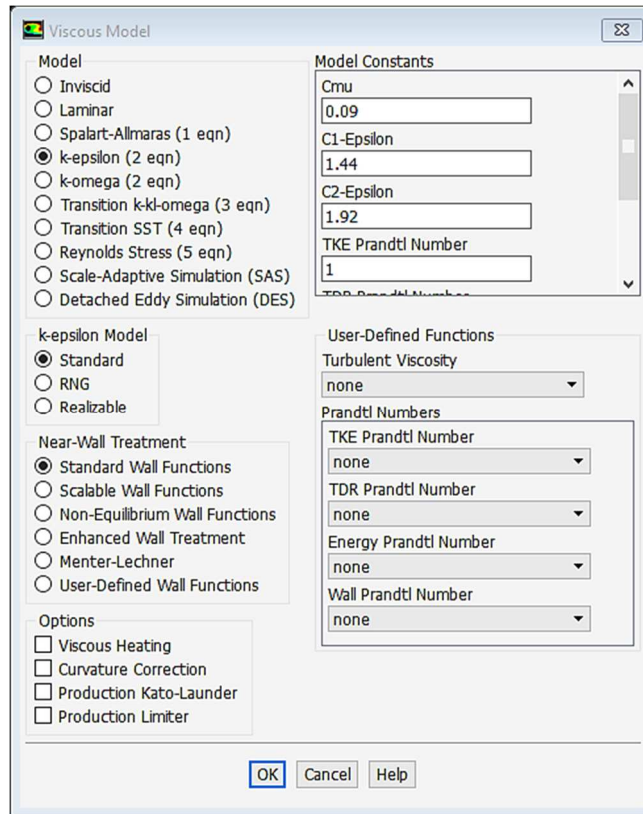 Viscous Model
Model
Inviscid
Laminar
Spalart-Allmaras (1 eqn)
k-epsilon (2 eqn)
k-omega (2 eqn)
Transition k-kl-omega (3 eqn)
Transition SST (4 eqn)
Reynolds Stress (5 eqn)
Scale-Adaptive Simulation (SAS)
Detached Eddy Simulation (DES)
k-epsilon Model
Standard
RNG
Realizable
Near-Wall Treatment
Standard Wall Functions
Scalable Wall Functions
Non-Equilibrium Wall Functions
Enhanced Wall Treatment
Menter-Lechner
User-Defined Wall Functions
Options
Viscous Heating
Curvature Correction
Production Kato-Launder
Production Limiter
Model Constants
Cmu
0.09
C1-Epsilon
1.44
C2-Epsilon
1.92
TKE Prandtl Number
1
TDR Prandtl Number
User-Defined Functions
Turbulent Viscosity
none
Prandtl Numbers
TKE Prandtl Number
none
TDR Prandtl Number
none
Energy Prandtl Number
none
Wall Prandtl Number
none
OK
Cancel
Help